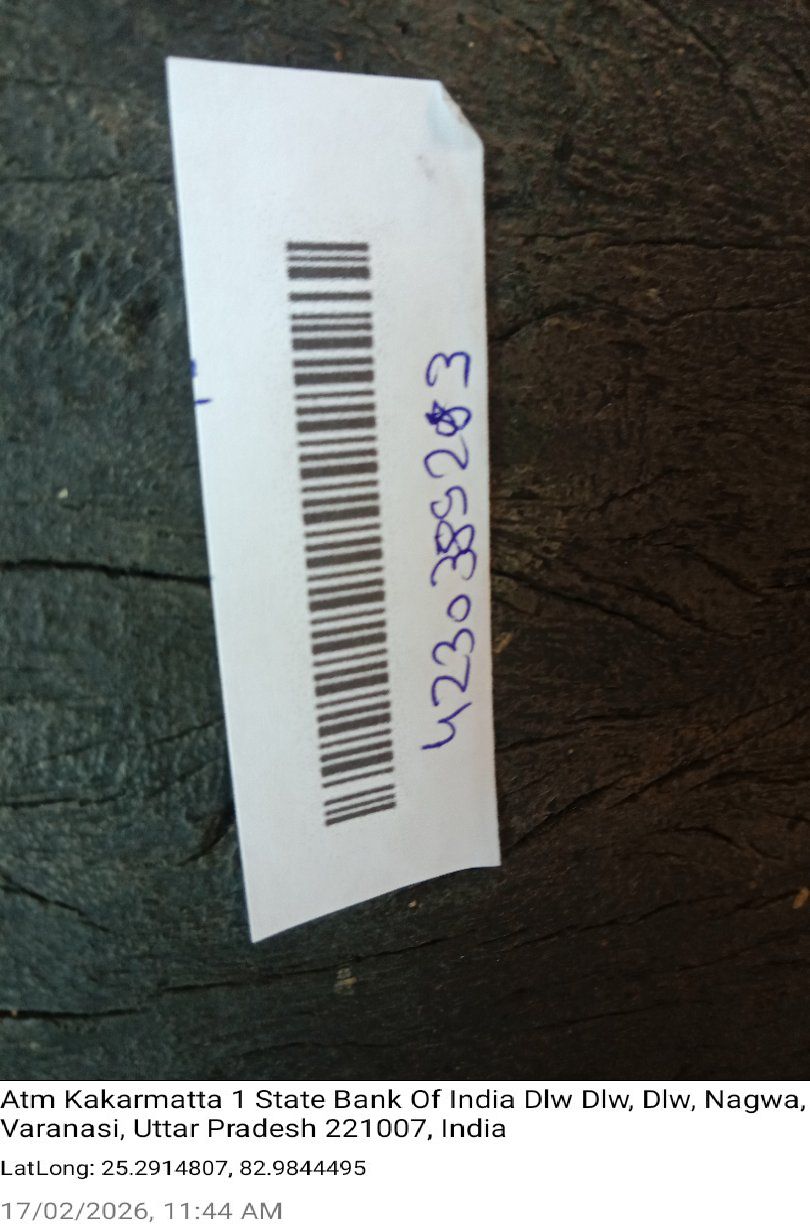 42303895283
Atm Kakarmatta 1 State Bank Of India Dlw Dlw, Dlw, Nagwa,
Varanasi, Uttar Pradesh 221007, India
LatLong: 25.2914807, 82.9844495
17/02/2026, 11:44 AM